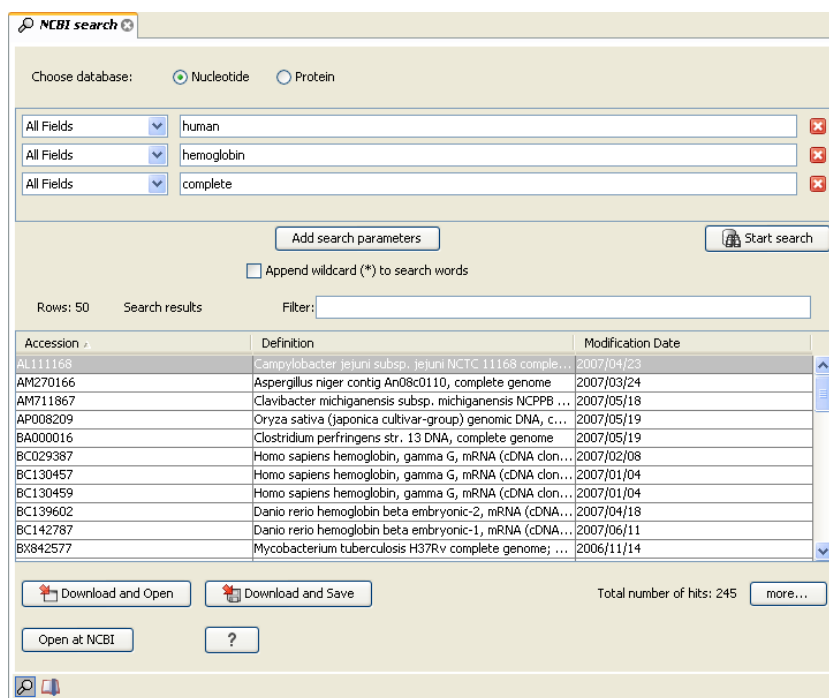 NCBI search
Choose database: Nucleotide Protein
All Fields human
All Fields hemoglobin
All Fields complete
Add search parameters Start search
Append wildcard (*) to search words
Rows: 50 Search results Filter:
Accession Definition Modification Date
AL111168 Campylobacter jejuni subsp. jejuni NCTC 11168 comple... 2007/04/23
AM270166 Aspergillus niger contig An08c0110, complete genome 2007/03/24
AM711867 Clavibacter michiganensis subsp. michiganensis NCPPB ... 2007/05/18
AP008209 Oryza sativa (japonica cultivar-group) genomic DNA, c... 2007/05/19
BA000016 Clostridium perfringens str. 13 DNA, complete genome 2007/05/19
BC029387 Homo sapiens hemoglobin, gamma G, mRNA (cDNA clon... 2007/02/08
BC130457 Homo sapiens hemoglobin, gamma G, mRNA (cDNA clon... 2007/01/04
BC130459 Homo sapiens hemoglobin, gamma G, mRNA (cDNA clon... 2007/01/04
BC139602 Danio rerio hemoglobin beta embryonic-2, mRNA (cDNA... 2007/04/18
BC142787 Danio rerio hemoglobin beta embryonic-1, mRNA (cDNA... 2007/06/11
BX842577 Mycobacterium tuberculosis H37Rv complete genome; ... 2006/11/14
Download and Open Download and Save Total number of hits: 245 more...
Open at NCBI ?